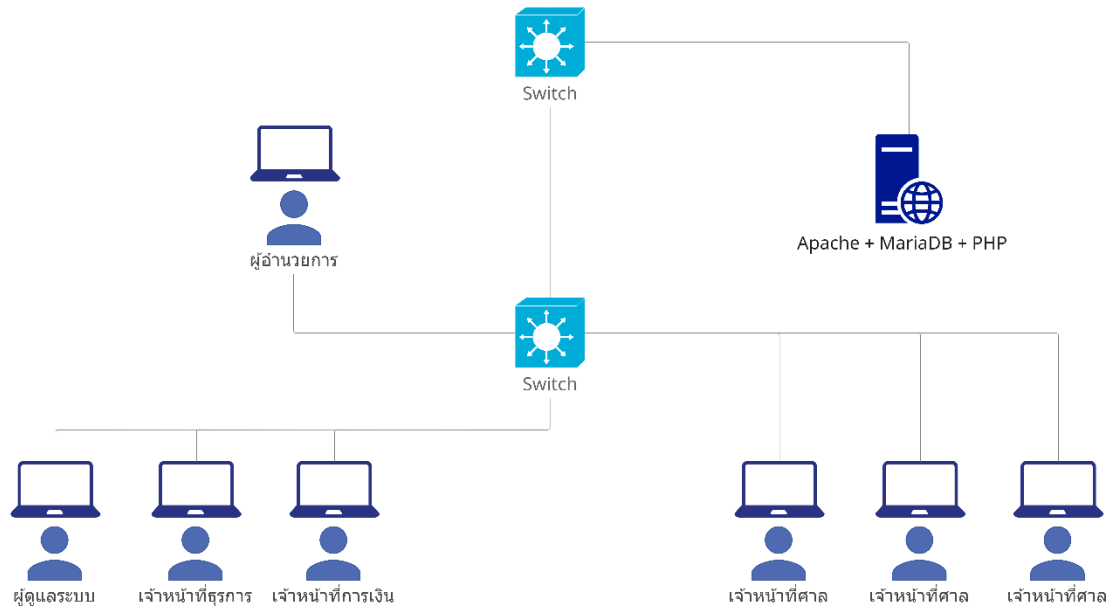 Switch
Apache + MariaDB + PHP
ผู้อำนวยการ
Switch
ผู้ดูแลระบบ
เจ้าหน้าที่ธุรการ
เจ้าหน้าที่การเงิน
เจ้าหน้าที่ศาล
เจ้าหน้าที่ศาล
เจ้าหน้าที่ศาล